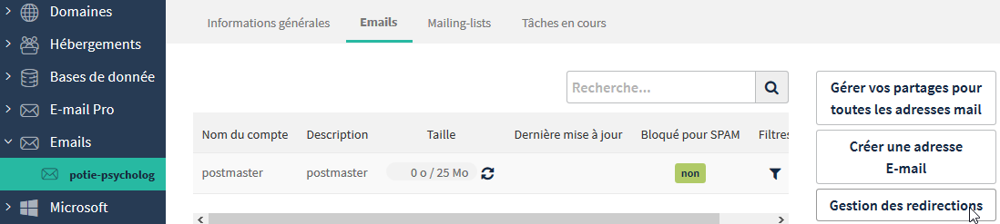 Domaines
Hébergements
Bases de donnée
E-mail Pro
Emails
potie-psycholog
Microsoft
Informations générales Emails Mailing-lists Tâches en cours
Recherche...
Nom du compte Description Taille Dernière mise à jour Bloqué pour SPAM Filtres
postmaster postmaster 0 o / 25 Mo non
Gérer vos partages pour
toutes les adresses mail
Créer une adresse
E-mail
Gestion des redirections